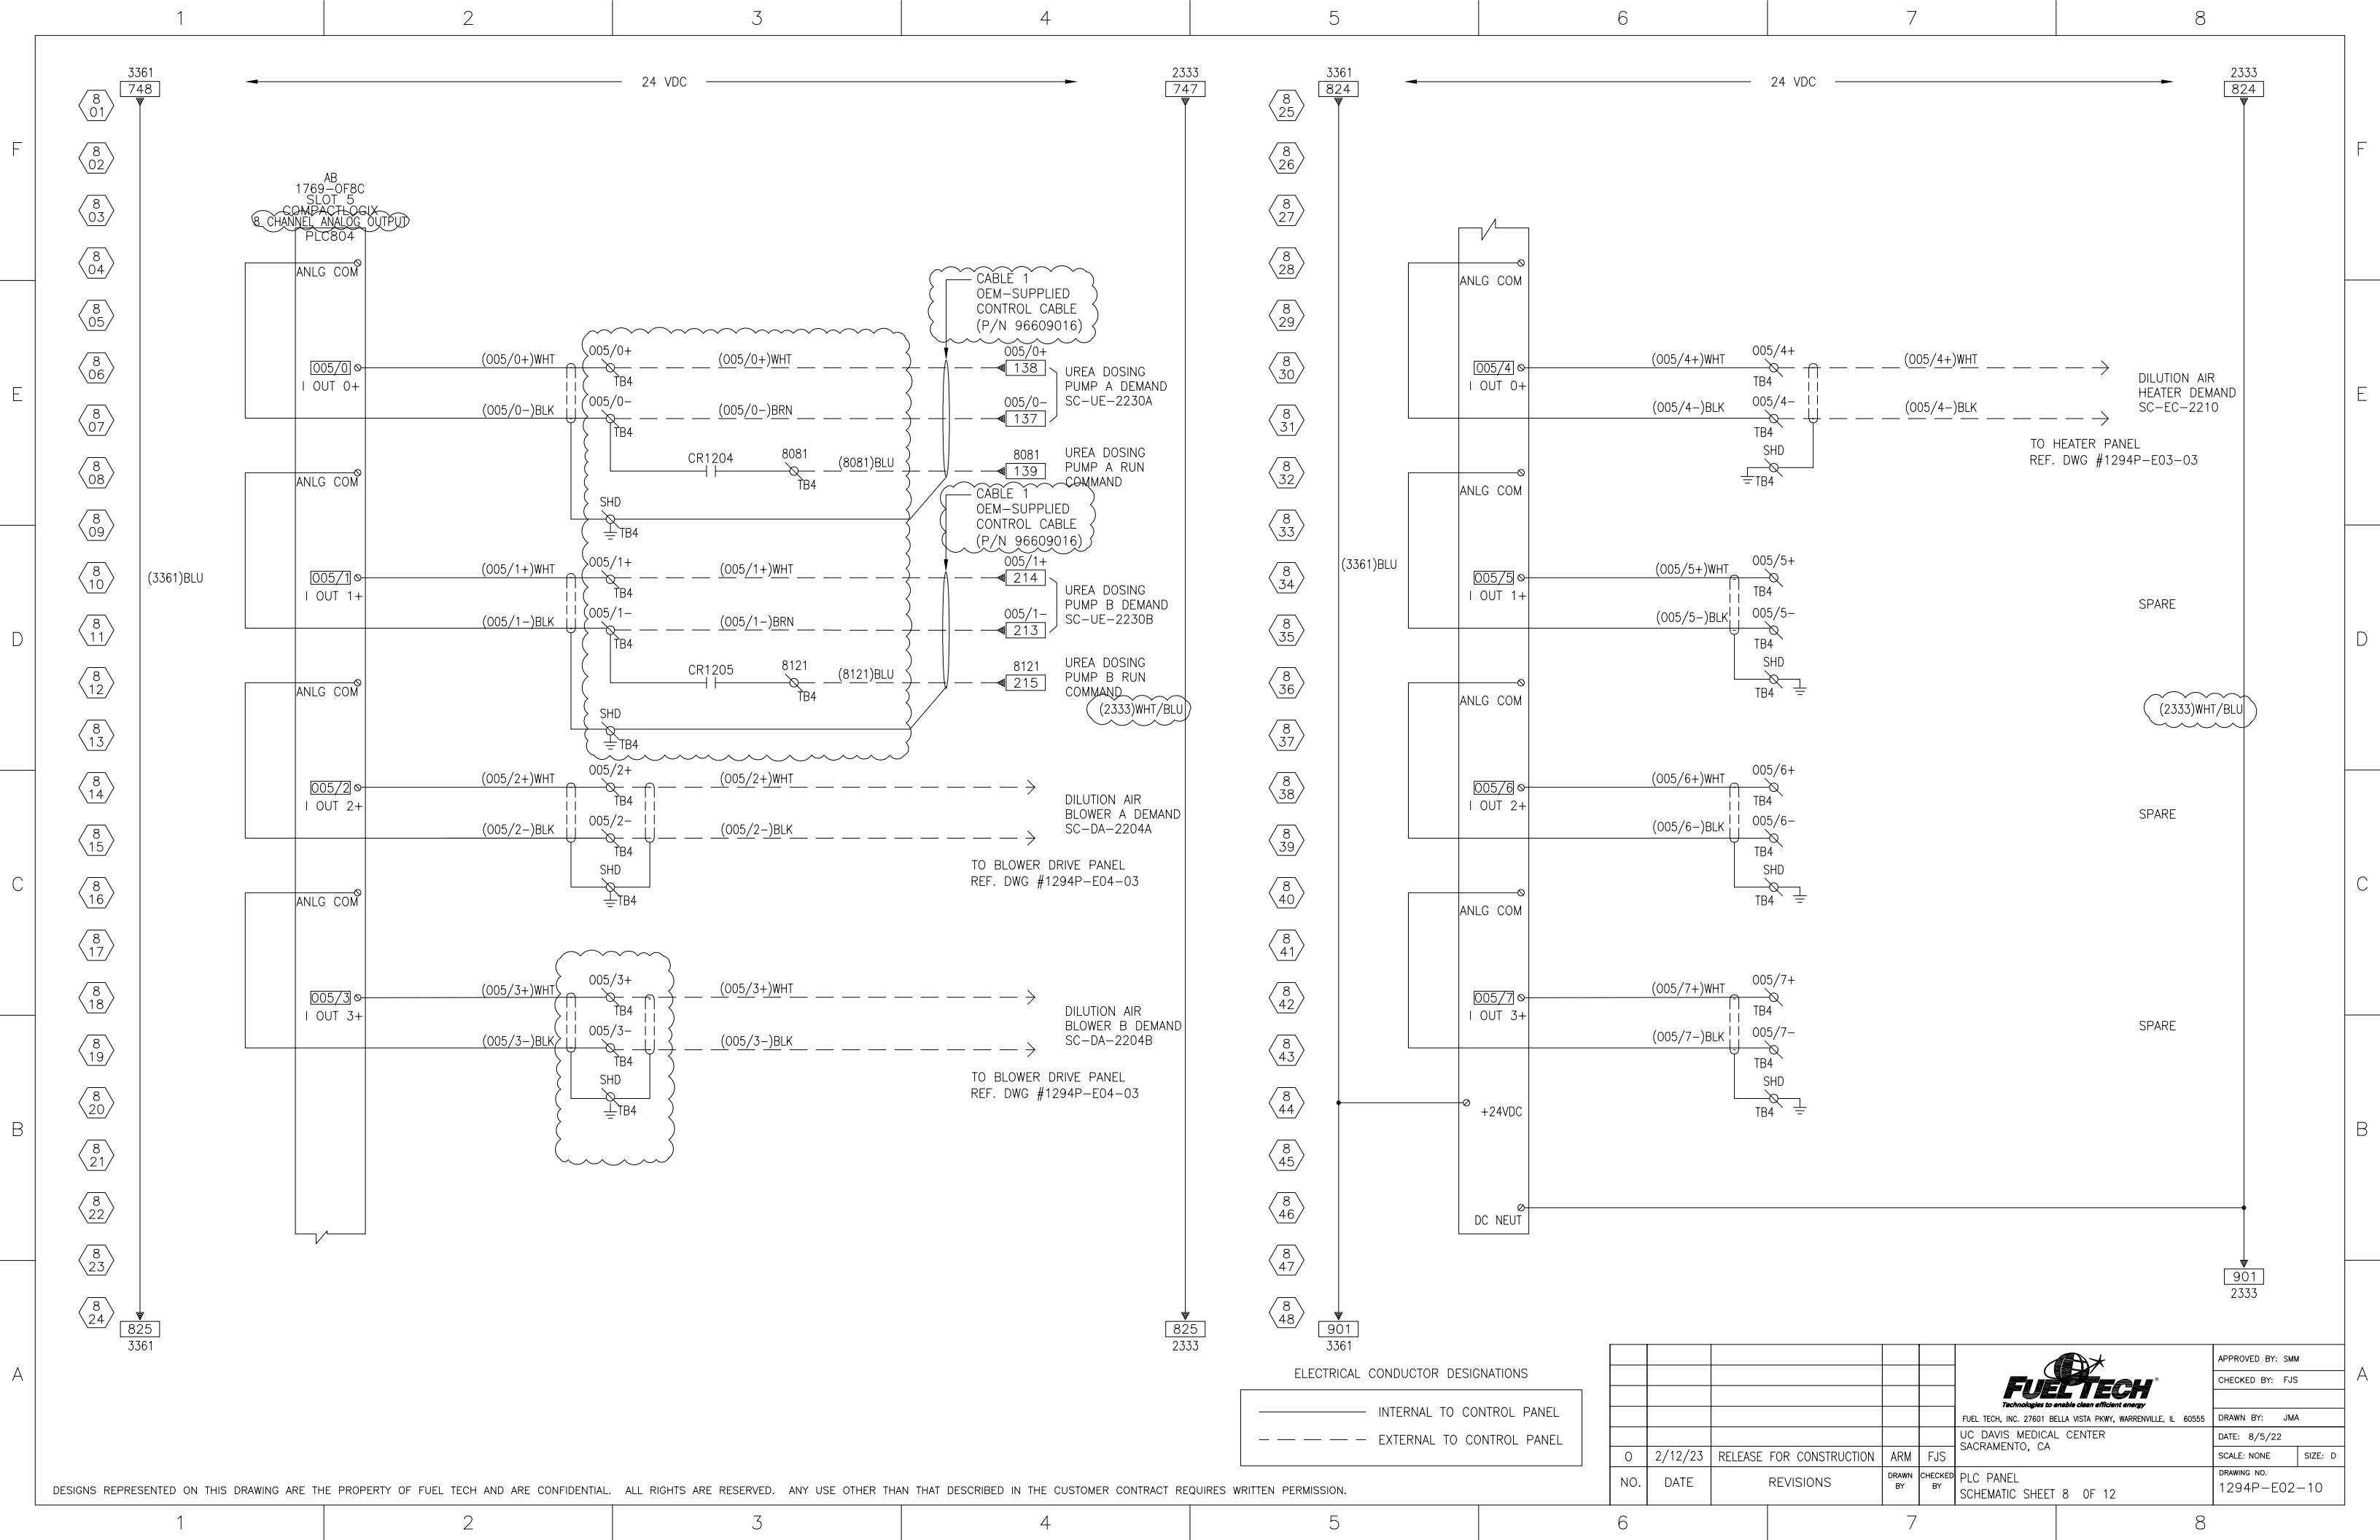 1 2 3 4 5 6 7 8
F
E
D
C
B
A
3361
748
24 VDC
2333
747
8
01
8
02
8
03
8
04
8
05
8
06
8
07
8
08
8
09
8
10
8
11
8
12
8
13
8
14
8
15
8
16
8
17
8
18
8
19
8
20
8
21
8
22
8
23
8
24
(3361)BLU
AB
1769-OF8C
SLOT 5
COMPACTLOGIX
8 CHANNEL ANALOG OUTPUT
PLC804
ANLG COM
005/0
I OUT 0+
(005/0+)WHT
005/0+
TB4
(005/0+)WHT
(005/0-)BLK
005/0-
TB4
(005/0-)BRN
CR1204
8081
TB4
(8081)BLU
SHD
TB4
CABLE 1
OEM-SUPPLIED
CONTROL CABLE
(P/N 96609016)
005/0+
138
005/0-
137
UREA DOSING
PUMP A DEMAND
SC-UE-2230A
8081
139
UREA DOSING
PUMP A RUN
COMMAND
ANLG COM
005/1
I OUT 1+
(005/1+)WHT
005/1+
TB4
(005/1+)WHT
(005/1-)BLK
005/1-
TB4
(005/1-)BRN
CR1205
8121
TB4
(8121)BLU
SHD
TB4
CABLE 1
OEM-SUPPLIED
CONTROL CABLE
(P/N 96609016)
005/1+
214
005/1-
213
UREA DOSING
PUMP B DEMAND
SC-UE-2230B
8121
215
UREA DOSING
PUMP B RUN
COMMAND
(2333)WHT/BLU
ANLG COM
005/2
I OUT 2+
(005/2+)WHT
005/2+
TB4
(005/2+)WHT
(005/2-)BLK
005/2-
TB4
(005/2-)BLK
SHD
TB4
DILUTION AIR
BLOWER A DEMAND
SC-DA-2204A
TO BLOWER DRIVE PANEL
REF. DWG #1294P-E04-03
ANLG COM
005/3
I OUT 3+
(005/3+)WHT
005/3+
TB4
(005/3+)WHT
(005/3-)BLK
005/3-
TB4
(005/3-)BLK
SHD
TB4
DILUTION AIR
BLOWER B DEMAND
SC-DA-2204B
TO BLOWER DRIVE PANEL
REF. DWG #1294P-E04-03
825
3361
825
2333
3361
824
24 VDC
2333
824
8
25
8
26
8
27
8
28
8
29
8
30
8
31
8
32
8
33
8
34
8
35
8
36
8
37
8
38
8
39
8
40
8
41
8
42
8
43
8
44
8
45
8
46
8
47
8
48
(3361)BLU
ANLG COM
005/4
I OUT 0+
(005/4+)WHT
005/4+
TB4
(005/4+)WHT
(005/4-)BLK
005/4-
TB4
(005/4-)BLK
SHD
TB4
DILUTION AIR
HEATER DEMAND
SC-EC-2210
TO HEATER PANEL
REF. DWG #1294P-E03-03
ANLG COM
005/5
I OUT 1+
(005/5+)WHT
005/5+
TB4
(005/5-)BLK
005/5-
TB4
SHD
TB4
SPARE
(2333)WHT/BLU
ANLG COM
005/6
I OUT 2+
(005/6+)WHT
005/6+
TB4
(005/6-)BLK
005/6-
TB4
SHD
TB4
SPARE
ANLG COM
005/7
I OUT 3+
(005/7+)WHT
005/7+
TB4
(005/7-)BLK
005/7-
TB4
SHD
TB4
SPARE
+24VDC
DC NEUT
901
2333
901
3361
ELECTRICAL CONDUCTOR DESIGNATIONS
INTERNAL TO CONTROL PANEL
EXTERNAL TO CONTROL PANEL
0 2/12/23 RELEASE FOR CONSTRUCTION ARM FJS
NO. DATE REVISIONS DRAWN BY CHECKED BY
FUEL TECH®
Technologies to enable clean efficient energy
FUEL TECH, INC. 27601 BELLA VISTA PKWY, WARRENVILLE, IL 60555
UC DAVIS MEDICAL CENTER
SACRAMENTO, CA
PLC PANEL
SCHEMATIC SHEET 8 OF 12
APPROVED BY: SMM
CHECKED BY: FJS
DRAWN BY: JMA
DATE: 8/5/22
SCALE: NONE SIZE: D
DRAWING NO.
1294P-E02-10
DESIGNS REPRESENTED ON THIS DRAWING ARE THE PROPERTY OF FUEL TECH AND ARE CONFIDENTIAL. ALL RIGHTS ARE RESERVED. ANY USE OTHER THAN THAT DESCRIBED IN THE CUSTOMER CONTRACT REQUIRES WRITTEN PERMISSION.
F
E
D
C
B
A
1 2 3 4 5 6 7 8